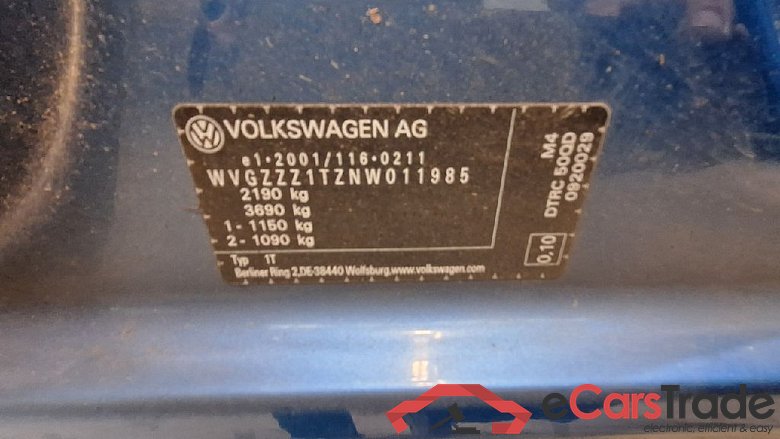 VOLKSWAGEN AG
e1*2001/116*0211
WVGZZZ1TZNW011985
2190 kg
3690 kg
1- 1150 kg
2- 1090 kg
Typ 1T
Berliner Ring 2,DE-38440 Wolfsburg,www.volkswagen.com
0.10
M4
DTRC 50QD
0920029
eCarsTrade
electronic, efficient & easy